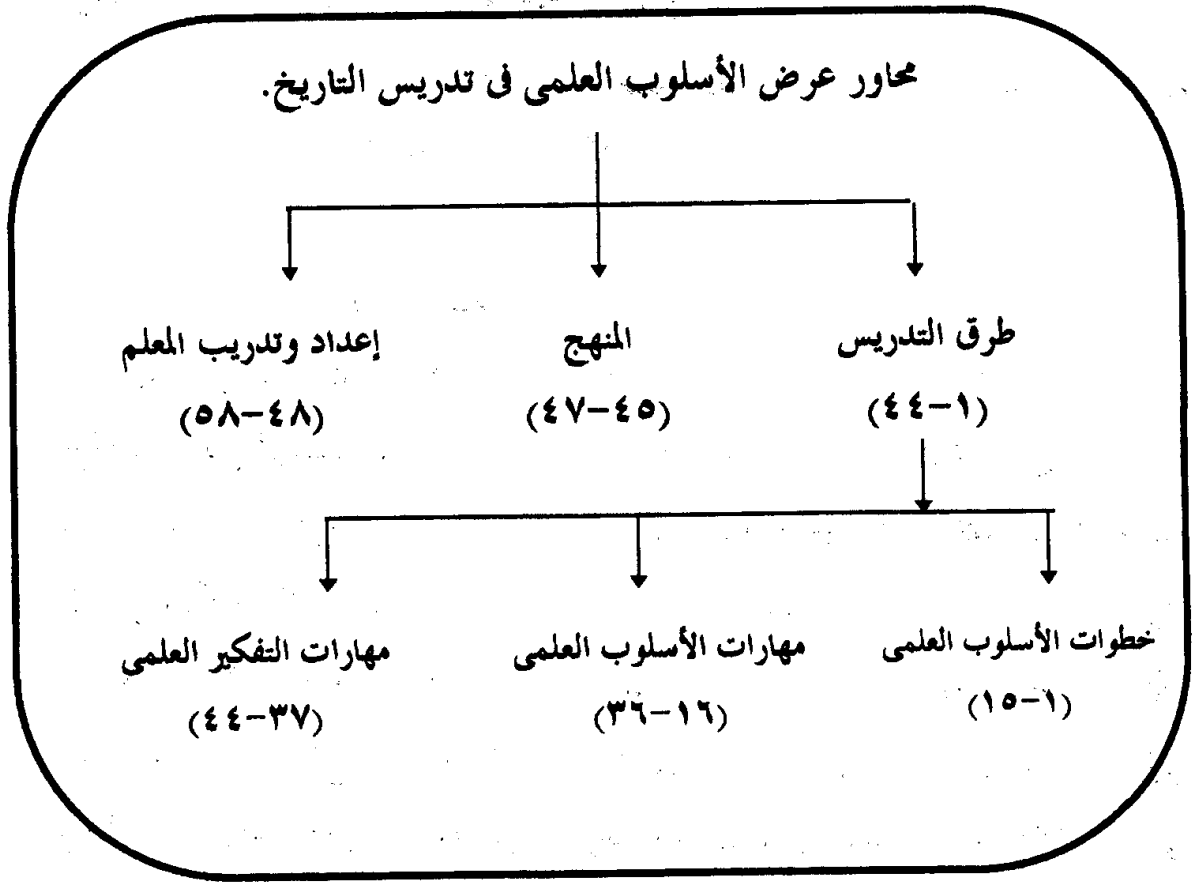 محاور عرض الأسلوب العلمى فى تدريس التاريخ.
طرق التدريس
(١-٤٤)
المنهج
(٤٥-٤٧)
إعداد وتدريب المعلم
(٤٨-٥٨)
خطوات الأسلوب العلمى
(١-١٥)
مهارات الأسلوب العلمى
(١٦-٣٦)
مهارات التفكير العلمى
(٣٧-٤٤)